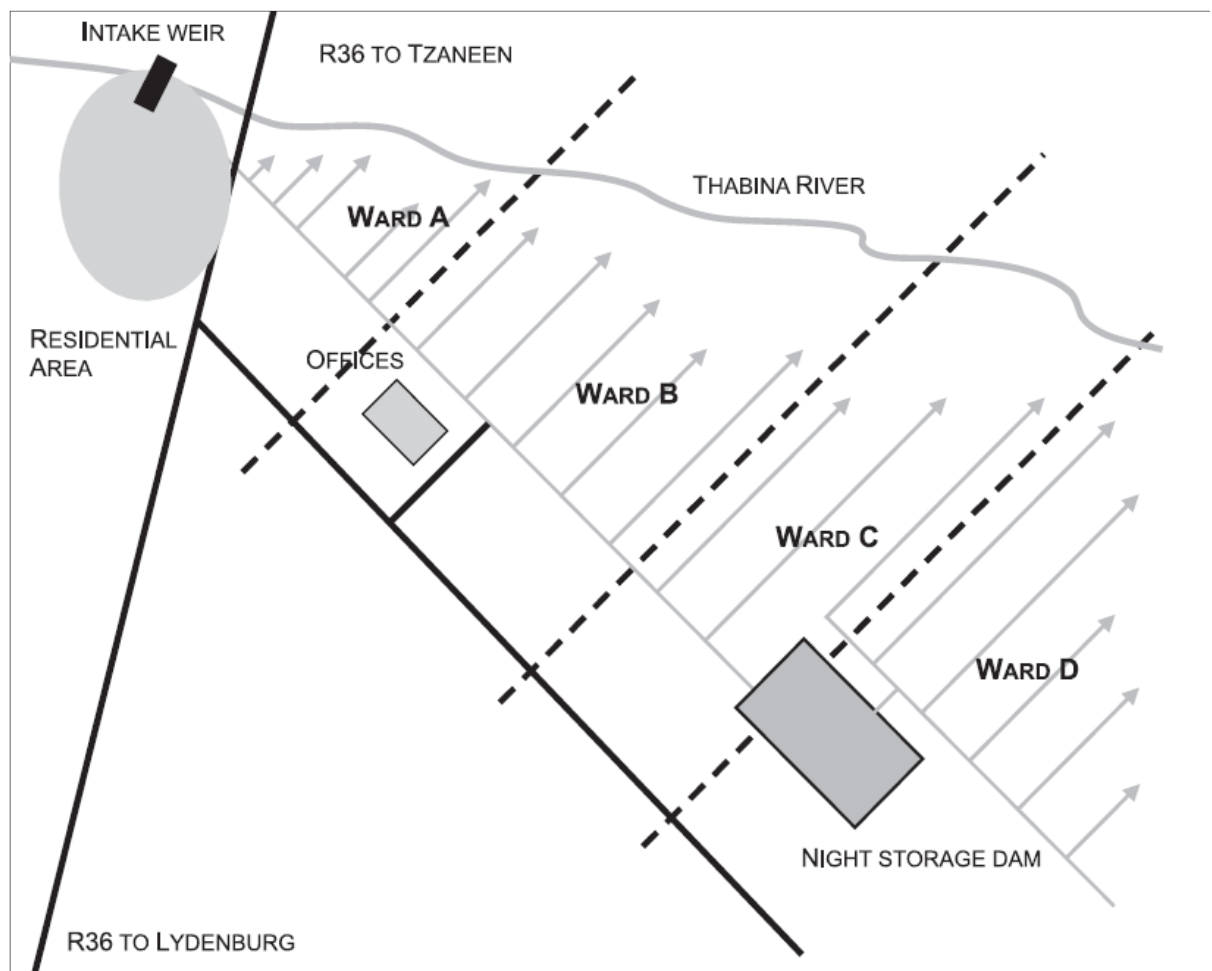 INTAKE WEIR
R36 TO TZANEEN
THABINA RIVER
WARD A
RESIDENTIAL
AREA
OFFICES
WARD B
WARD C
WARD D
NIGHT STORAGE DAM
R36 TO LYDENBURG